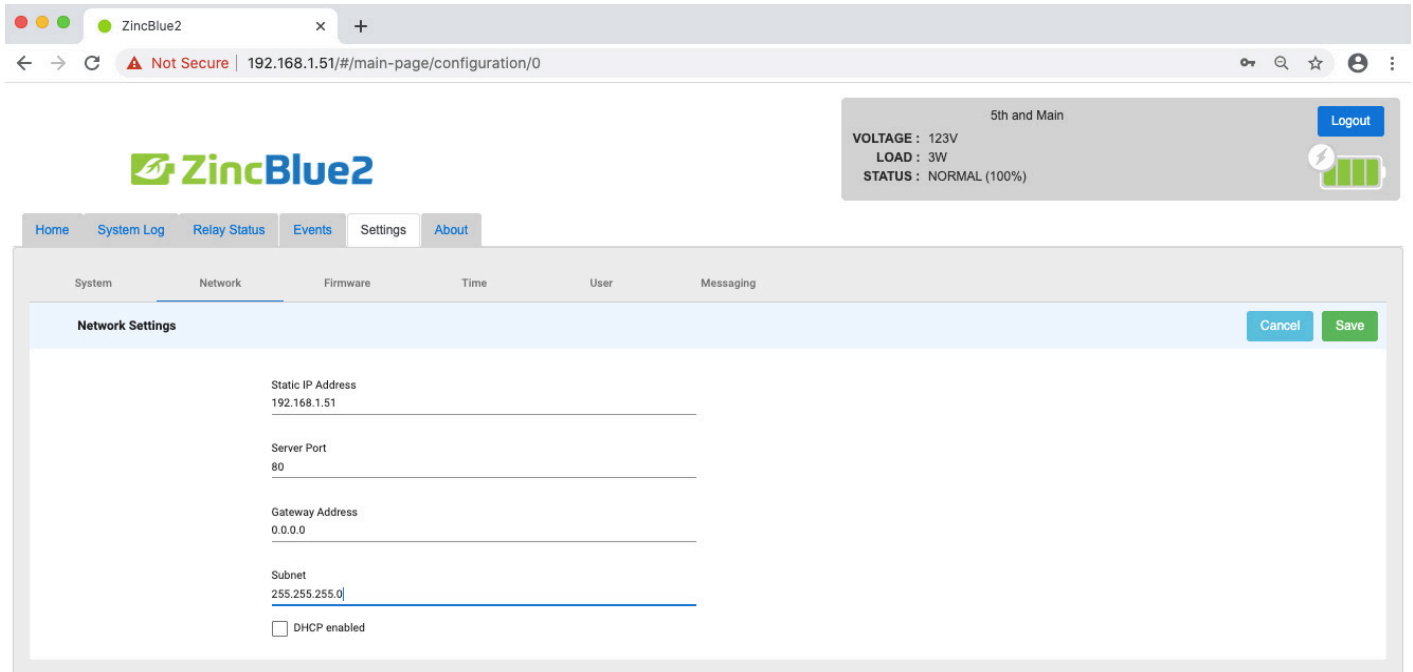 ZincBlue2
Not Secure 192.168.1.51/#/main-page/configuration/0
5th and Main
Logout
VOLTAGE : 123V
LOAD : 3W
STATUS : NORMAL (100%)
ZincBlue2
Home System Log Relay Status Events Settings About
System Network Firmware Time User Messaging
Network Settings Cancel Save
Static IP Address
192.168.1.51
Server Port
80
Gateway Address
0.0.0.0
Subnet
255.255.255.0
DHCP enabled